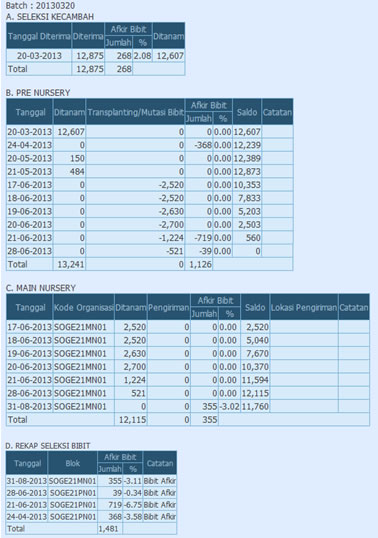 Batch : 20130320
A. SELEKSI KECAMBAH
Tanggal Diterima Diterima Afkir Bibit Ditanam
Jumlah %
20-03-2013 12,875 268 2.08 12,607
Total 12,875 268
B. PRE NURSERY
Tanggal Ditanam Transplanting/Mutasi Bibit Afkir Bibit Saldo Catatan
Jumlah %
20-03-2013 12,607 0 0 0.00 12,607
24-04-2013 0 0 -368 0.00 12,239
20-05-2013 150 0 0 0.00 12,389
21-05-2013 484 0 0 0.00 12,873
17-06-2013 0 -2,520 0 0.00 10,353
18-06-2013 0 -2,520 0 0.00 7,833
19-06-2013 0 -2,630 0 0.00 5,203
20-06-2013 0 -2,700 0 0.00 2,503
21-06-2013 0 -1,224 -719 0.00 560
28-06-2013 0 -521 -39 0.00 0
Total 13,241 0 1,126
C. MAIN NURSERY
Tanggal Kode Organisasi Ditanam Pengiriman Afkir Bibit Saldo Lokasi Pengiriman Catatan
Jumlah %
17-06-2013 SOGE21MN01 2,520 0 0 0.00 2,520
18-06-2013 SOGE21MN01 2,520 0 0 0.00 5,040
19-06-2013 SOGE21MN01 2,630 0 0 0.00 7,670
20-06-2013 SOGE21MN01 2,700 0 0 0.00 10,370
21-06-2013 SOGE21MN01 1,224 0 0 0.00 11,594
28-06-2013 SOGE21MN01 521 0 0 0.00 12,115
31-08-2013 SOGE21MN01 0 0 355 -3.02 11,760
Total 12,115 0 355
D. REKAP SELEKSI BIBIT
Tanggal Blok Afkir Bibit Catatan
Jumlah %
31-08-2013 SOGE21MN01 355 -3.11 Bibit Afkir
28-06-2013 SOGE21PN01 39 -0.34 Bibit Afkir
21-06-2013 SOGE21PN01 719 -6.75 Bibit Afkir
24-04-2013 SOGE21PN01 368 -3.58 Bibit Afkir
Total 1,481